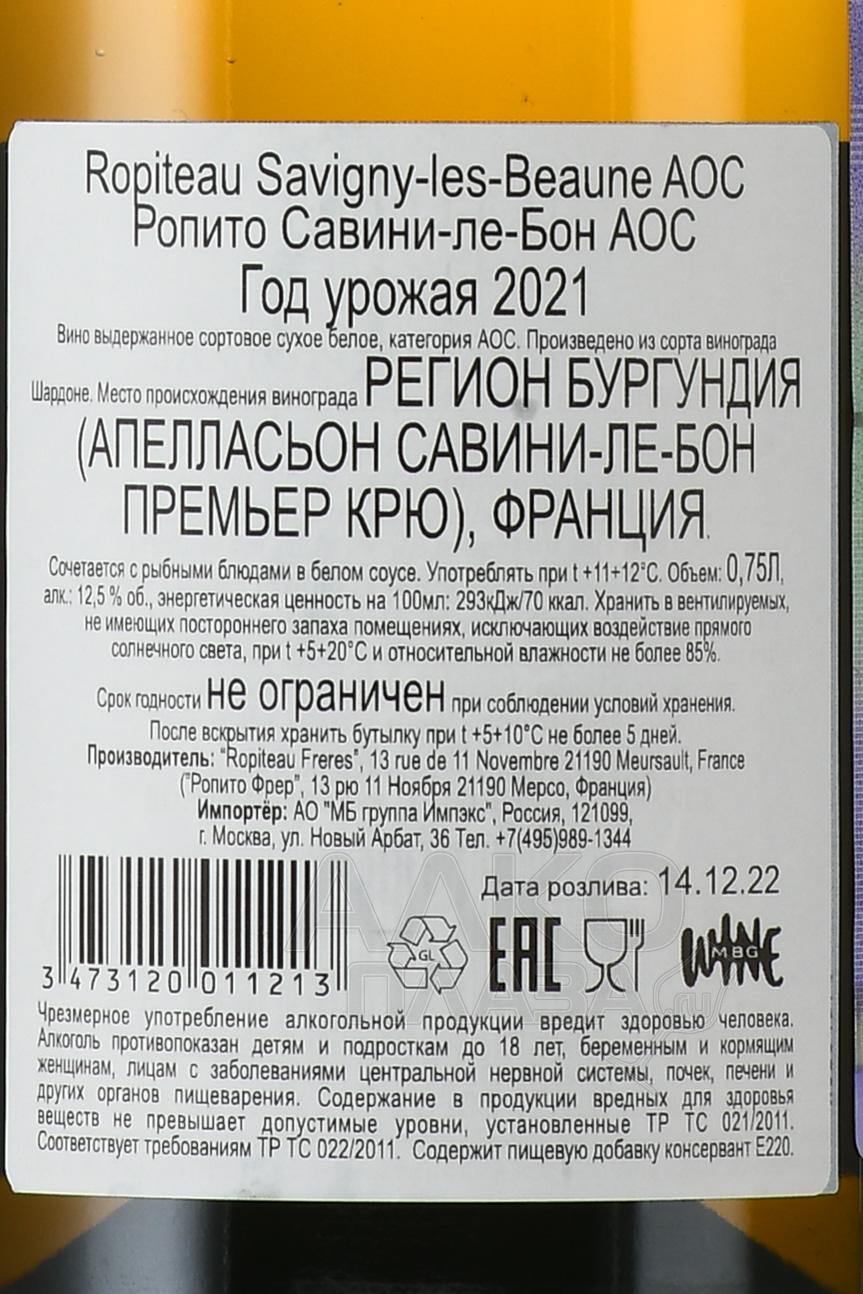 Ropiteau Savigny-les-Beaune AOC
Ропито Савини-ле-Бон АОС
Год урожая 2021
Вино выдержанное сортовое сухое белое, категория АОС. Произведено из сорта винограда
Шардоне. Место происхождения винограда РЕГИОН БУРГУНДИЯ
(АПЕЛЛАСЬОН САВИНИ-ЛЕ-БОН
ПРЕМЬЕР КРЮ), ФРАНЦИЯ.
Сочетается с рыбными блюдами в белом соусе. Употреблять при t +11+12°С. Объем: 0,75Л,
алк.: 12,5 % об., энергетическая ценность на 100мл: 293кДж/70 ккал. Хранить в вентилируемых,
не имеющих постороннего запаха помещениях, исключающих воздействие прямого
солнечного света, при t +5+20°С и относительной влажности не более 85%.
Срок годности не ограничен при соблюдении условий хранения.
После вскрытия хранить бутылку при t +5+10°С не более 5 дней.
Производитель: "Ropiteau Freres", 13 rue de 11 Novembre 21190 Meursault, France
("Ропито Фрер", 13 рю 11 Ноября 21190 Мерсо, Франция)
Импортёр: АО "МБ группа Импэкс", Россия, 121099,
г. Москва, ул. Новый Арбат, 36 Тел. +7(495)989-1344
Дата розлива: 14.12.22
GL
EAC
WINE
MBG
3 473120 011213
АЛКО
ПЛАЗА.ru
Чрезмерное употребление алкогольной продукции вредит здоровью человека.
Алкоголь противопоказан детям и подросткам до 18 лет, беременным и кормящим
женщинам, лицам с заболеваниями центральной нервной системы, почек, печени и
других органов пищеварения. Содержание в продукции вредных для здоровья
веществ не превышает допустимые уровни, установленные ТР ТС 021/2011.
Соответствует требованиям ТР ТС 022/2011. Содержит пищевую добавку консервант Е220.